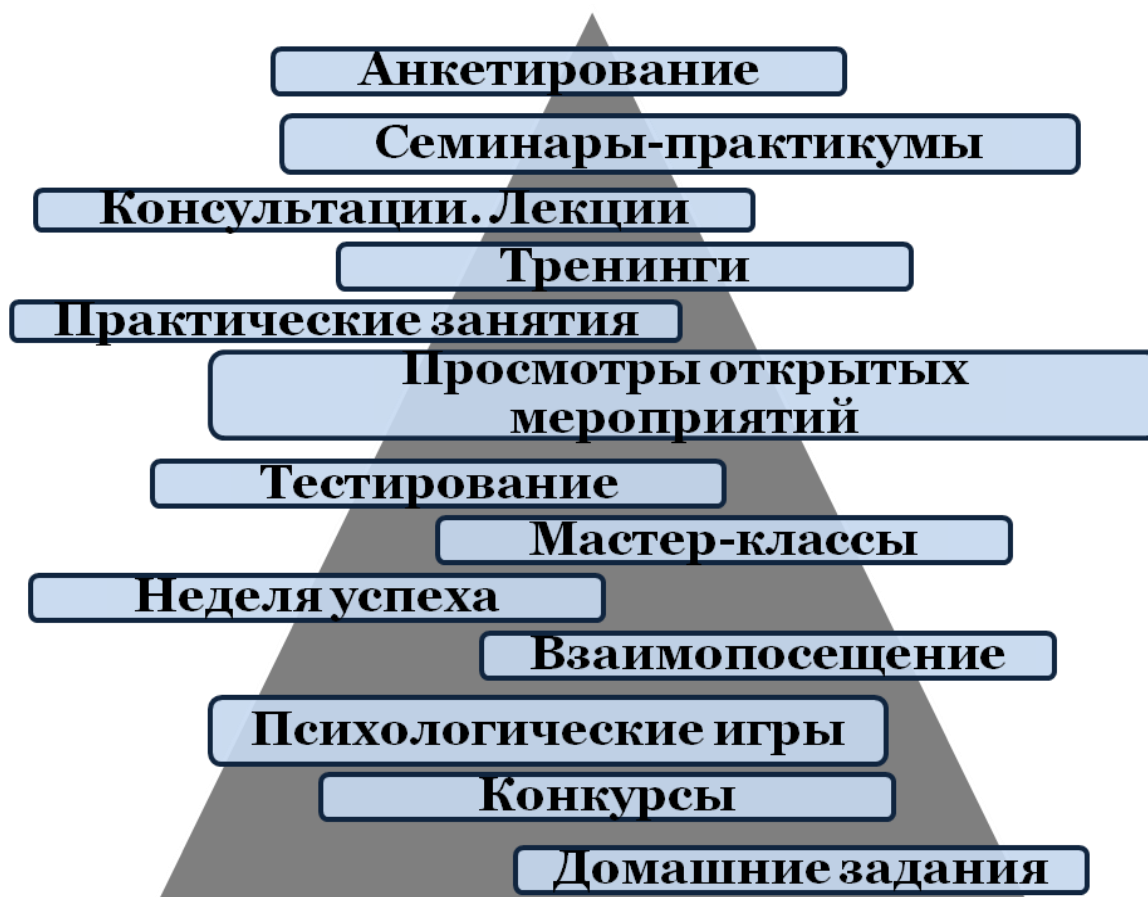 Анкетирование
Семинары-практикумы
Консультации. Лекции
Тренинги
Практические занятия
Просмотры открытых
мероприятий
Тестирование
Мастер-классы
Неделя успеха
Взаимопосещение
Психологические игры
Конкурсы
Домашние задания